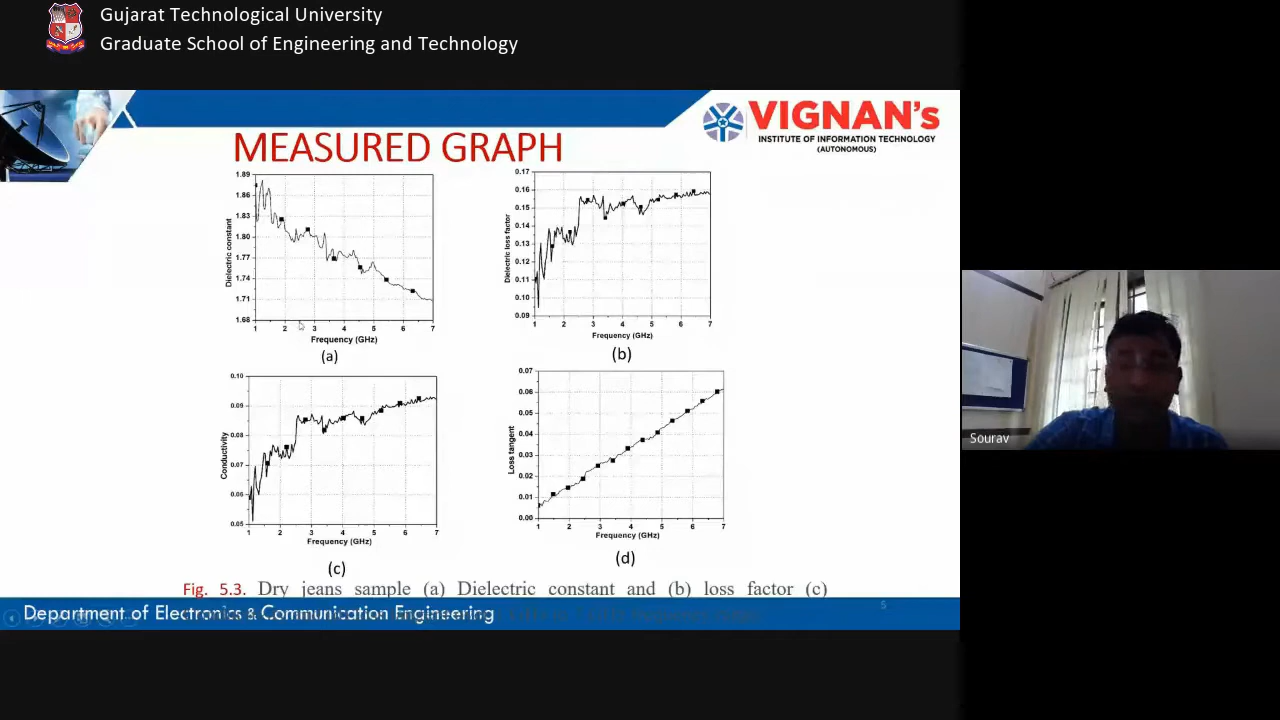 Gujarat Technological University
Graduate School of Engineering and Technology
VIGNAN's
INSTITUTE OF INFORMATION TECHNOLOGY
(AUTONOMOUS)
MEASURED GRAPH
1.89
1.86
1.83
1.80
1.77
1.74
1.71
1.68
Dielectric constant
1 2 3 4 5 6 7
Frequency (GHz)
(a)
0.17
0.16
0.15
0.14
0.13
0.12
0.11
0.10
0.09
Dielectric loss factor
1 2 3 4 5 6 7
Frequency (GHz)
(b)
0.10
0.09
0.08
0.07
0.06
0.05
Conductivity
1 2 3 4 5 6 7
Frequency (GHz)
(c)
0.07
0.06
0.05
0.04
0.03
0.02
0.01
0.00
Loss tangent
1 2 3 4 5 6 7
Frequency (GHz)
(d)
Fig. 5.3. Dry jeans sample (a) Dielectric constant and (b) loss factor (c)
Department of Electronics & Communication Engineering
5
Sourav